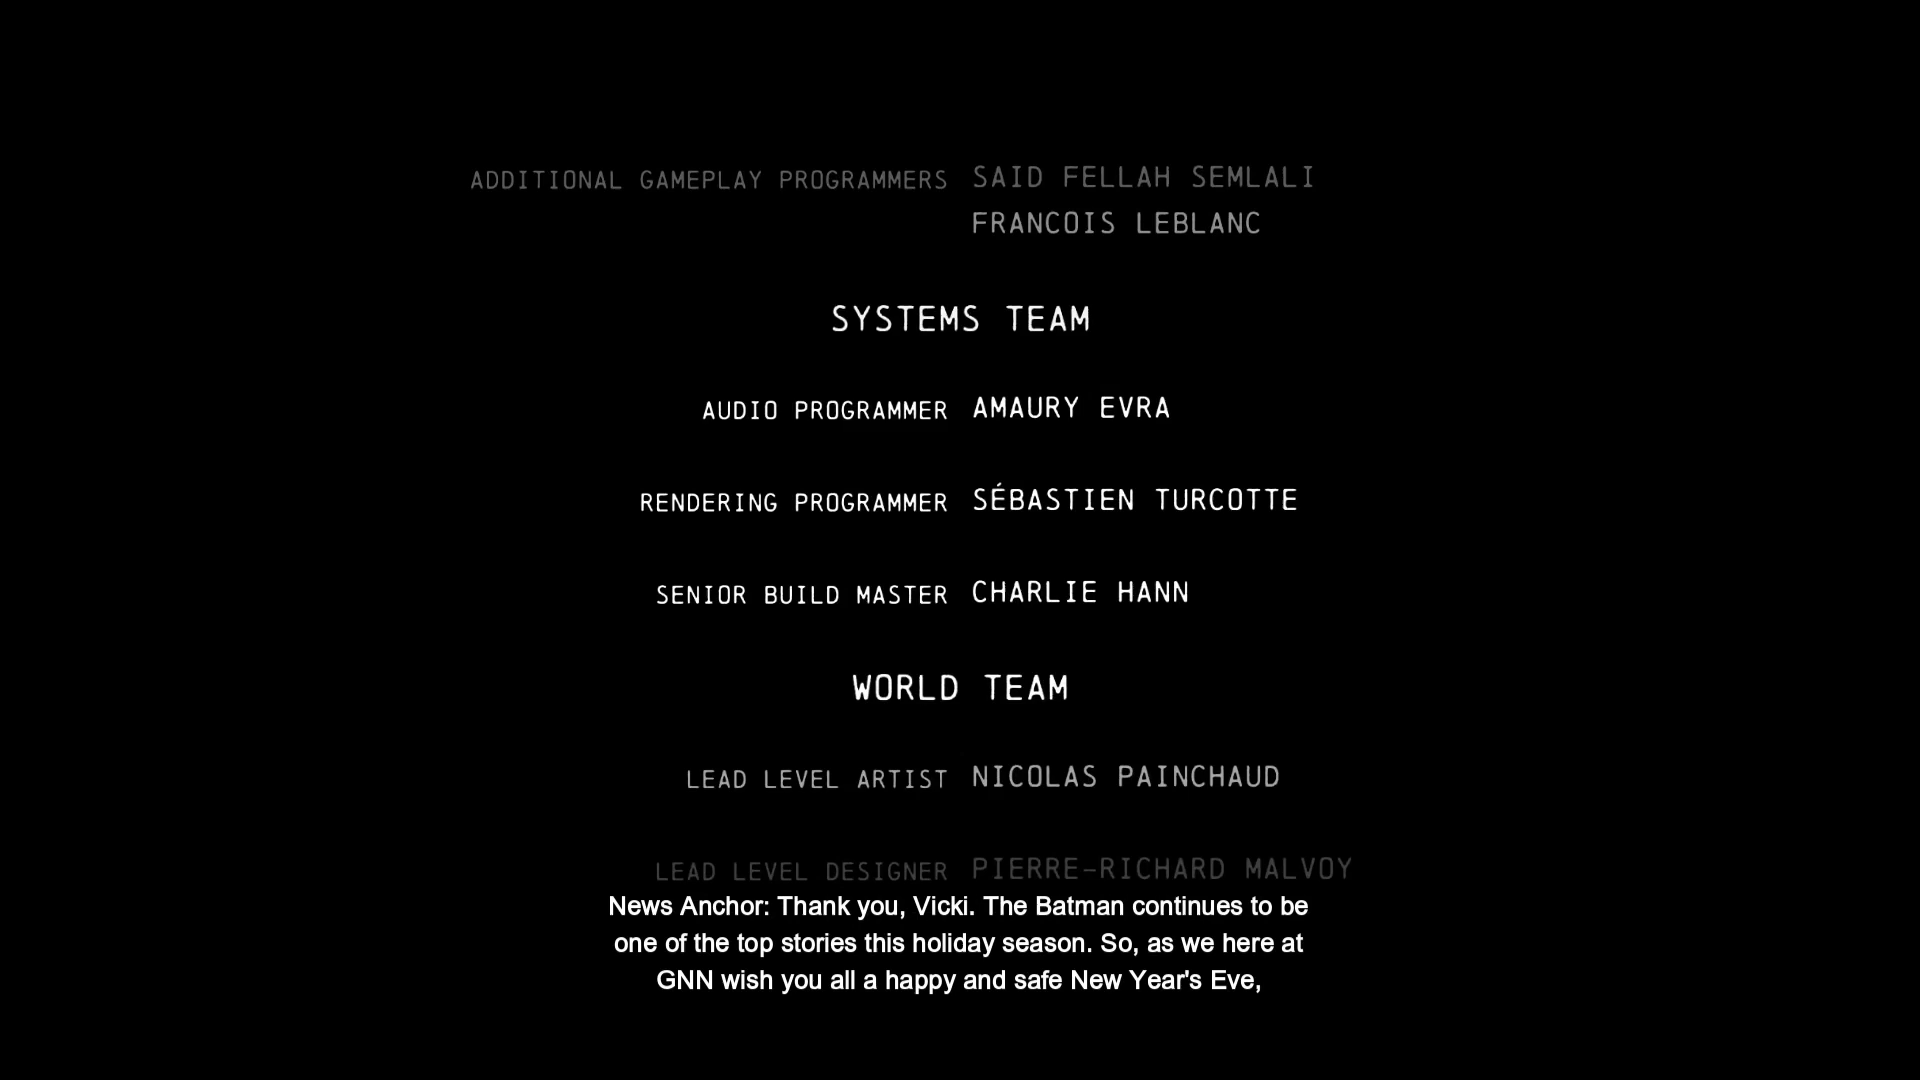 ADDITIONAL GAMEPLAY PROGRAMMERS SAID FELLAH SEMLALI
FRANCOIS LEBLANC
SYSTEMS TEAM
AUDIO PROGRAMMER AMAURY EVRA
RENDERING PROGRAMMER SÉBASTIEN TURCOTTE
SENIOR BUILD MASTER CHARLIE HANN
WORLD TEAM
LEAD LEVEL ARTIST NICOLAS PAINCHAUD
LEAD LEVEL DESIGNER PIERRE-RICHARD MALVOY
News Anchor: Thank you, Vicki. The Batman continues to be
one of the top stories this holiday season. So, as we here at
GNN wish you all a happy and safe New Year's Eve,